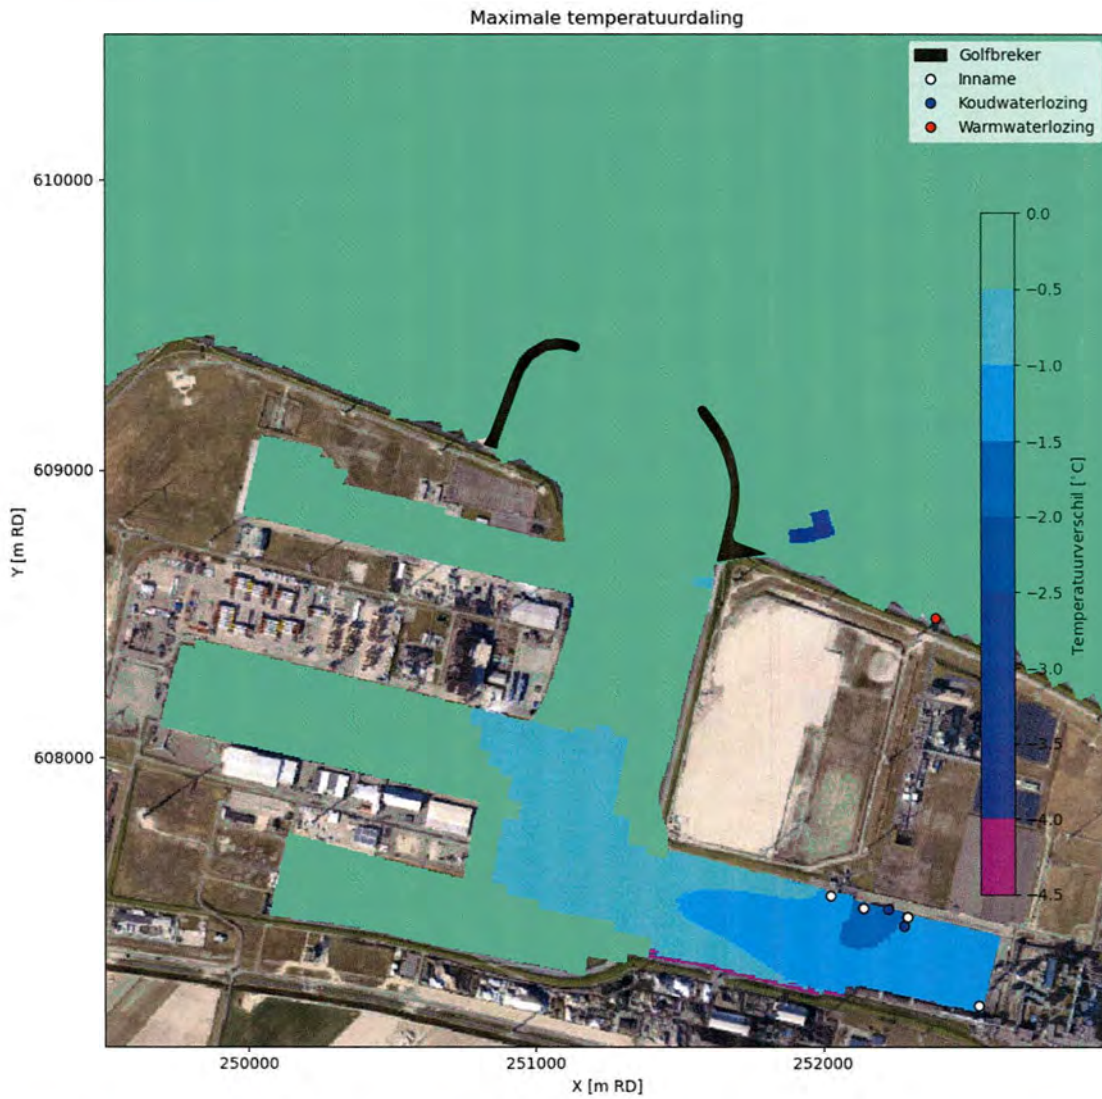 Maximale temperatuurdaling
Golfbreker
Inname
Koudwaterlozing
Warmwaterlozing
610000
609000
608000
Y [m RD]
0.0
−0.5
−1.0
−1.5
−2.0
−2.5
−3.0
−3.5
−4.0
−4.5
Temperatuurverschil [°C]
250000
251000
252000
X [m RD]